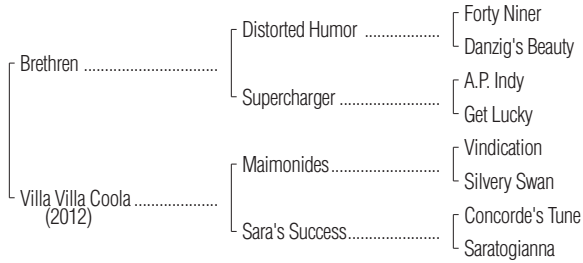 Forty Niner
Distorted Humor ..................
Danzig's Beauty
Brethren ................................
A.P. Indy
Supercharger ........................
Get Lucky
Vindication
Maimonides..........................
Silvery Swan
Villa Villa Coola ....................
(2012)
Concorde's Tune
Sara's Success......................
Saratogianna